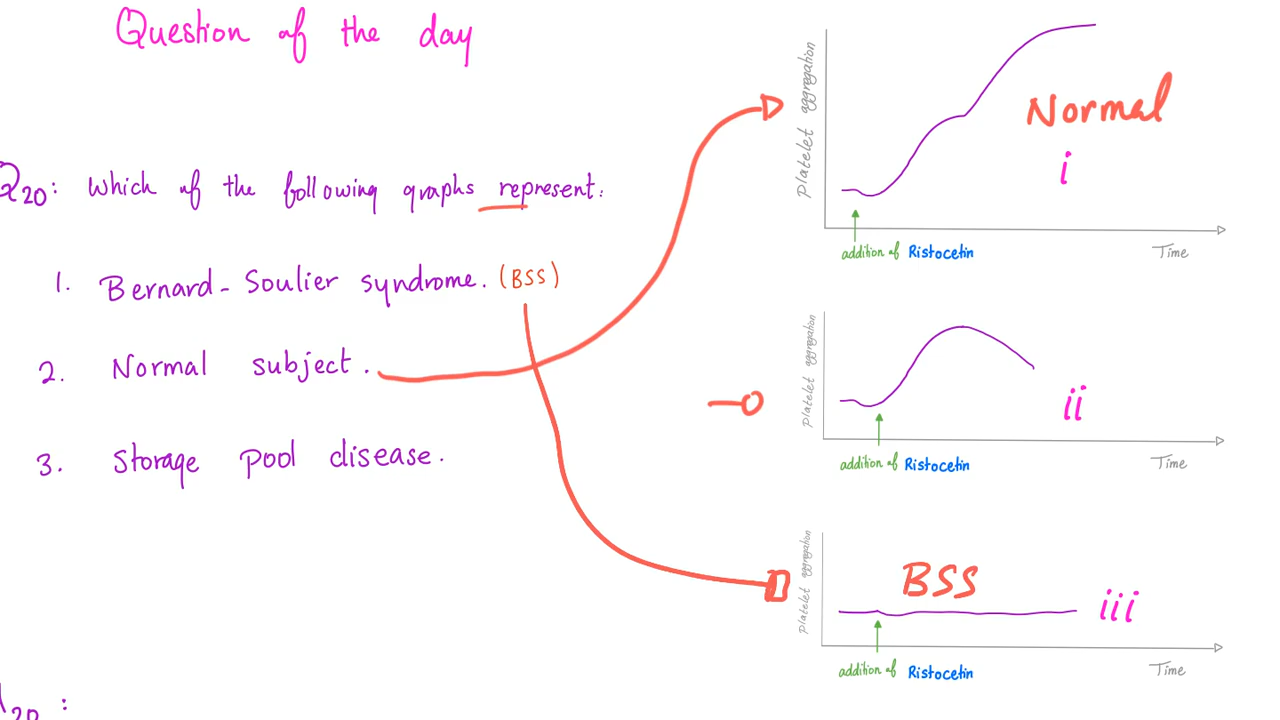 Question of the day
Q20: Which of the following graphs represent:
1. Bernard-Soulier syndrome. (BSS)
2. Normal subject.
3. Storage pool disease.
Platelet aggregation
Normal
i
addition of Ristocetin
Time
Platelet aggregation
ii
addition of Ristocetin
Time
Platelet aggregation
BSS
iii
addition of Ristocetin
Time
20: